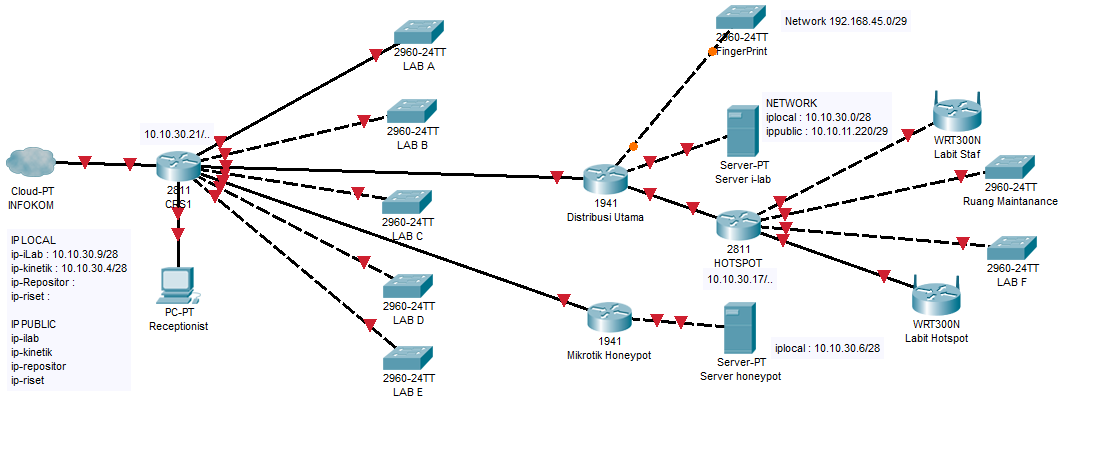 2960-24TT
LAB A
10.10.30.21/..
2960-24TT
LAB B
Cloud-PT
INFOKOM
2811
CRS1
2960-24TT
LAB C
IP LOCAL
ip-iLab : 10.10.30.9/28
ip-kinetik : 10.10.30.4/28
ip-Repositor :
ip-riset :
IP PUBLIC
ip-ilab
ip-kinetik
ip-repositor
ip-riset
PC-PT
Receptionist
2960-24TT
LAB D
2960-24TT
LAB E
2960-24TT
FingerPrint
Network 192.168.45.0/29
NETWORK
iplocal : 10.10.30.0/28
ippublic : 10.10.11.220/29
Server-PT
Server i-lab
1941
Distribusi Utama
WRT300N
Labit Staf
2960-24TT
Ruang Maintanance
2811
HOTSPOT
10.10.30.17/..
2960-24TT
LAB F
WRT300N
Labit Hotspot
1941
Mikrotik Honeypot
Server-PT
Server honeypot
iplocal : 10.10.30.6/28